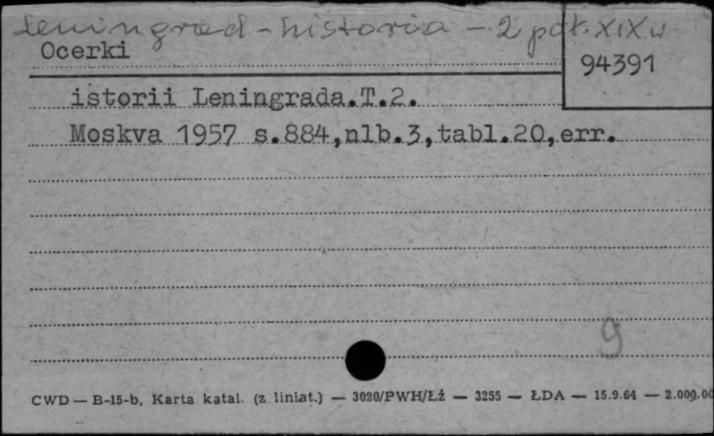 Leningrad - historia - 2 poł. XIX w
Ocerki
94391
istorii Leningrada.T.2.
Moskva 1957 s.884,nlb.3,tabl.20,err.
9
CWD — B-15-b, Karta katal. (z liniat.) — 3020/PWH/Łź — 3255 — ŁDA — 15.9.64 — 2.000.00